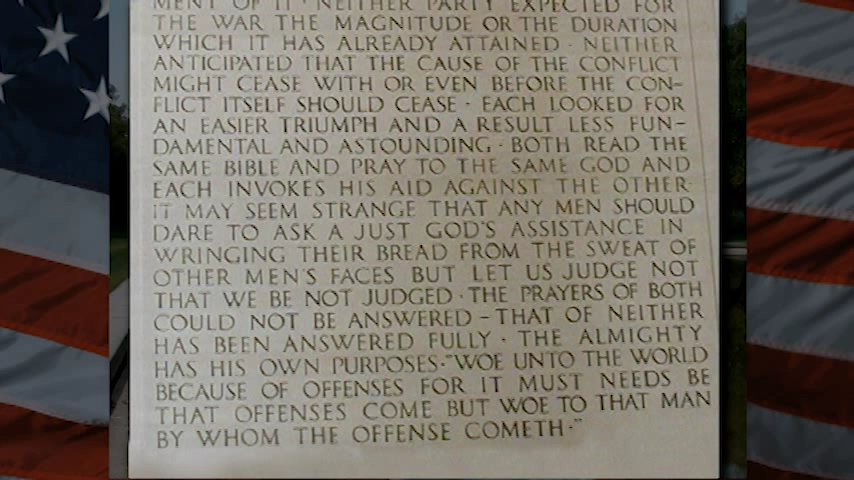 MENT OF IT · NEITHER PARTY EXPECTED FOR
THE WAR THE MAGNITUDE OR THE DURATION
WHICH IT HAS ALREADY ATTAINED · NEITHER
ANTICIPATED THAT THE CAUSE OF THE CONFLICT
MIGHT CEASE WITH OR EVEN BEFORE THE CON–
FLICT ITSELF SHOULD CEASE · EACH LOOKED FOR
AN EASIER TRIUMPH AND A RESULT LESS FUN–
DAMENTAL AND ASTOUNDING · BOTH READ THE
SAME BIBLE AND PRAY TO THE SAME GOD AND
EACH INVOKES HIS AID AGAINST THE OTHER·
IT MAY SEEM STRANGE THAT ANY MEN SHOULD
DARE TO ASK A JUST GOD'S ASSISTANCE IN
WRINGING THEIR BREAD FROM THE SWEAT OF
OTHER MEN'S FACES BUT LET US JUDGE NOT
THAT WE BE NOT JUDGED · THE PRAYERS OF BOTH
COULD NOT BE ANSWERED – THAT OF NEITHER
HAS BEEN ANSWERED FULLY · THE ALMIGHTY
HAS HIS OWN PURPOSES·"WOE UNTO THE WORLD
BECAUSE OF OFFENSES FOR IT MUST NEEDS BE
THAT OFFENSES COME BUT WOE TO THAT MAN
BY WHOM THE OFFENSE COMETH·"